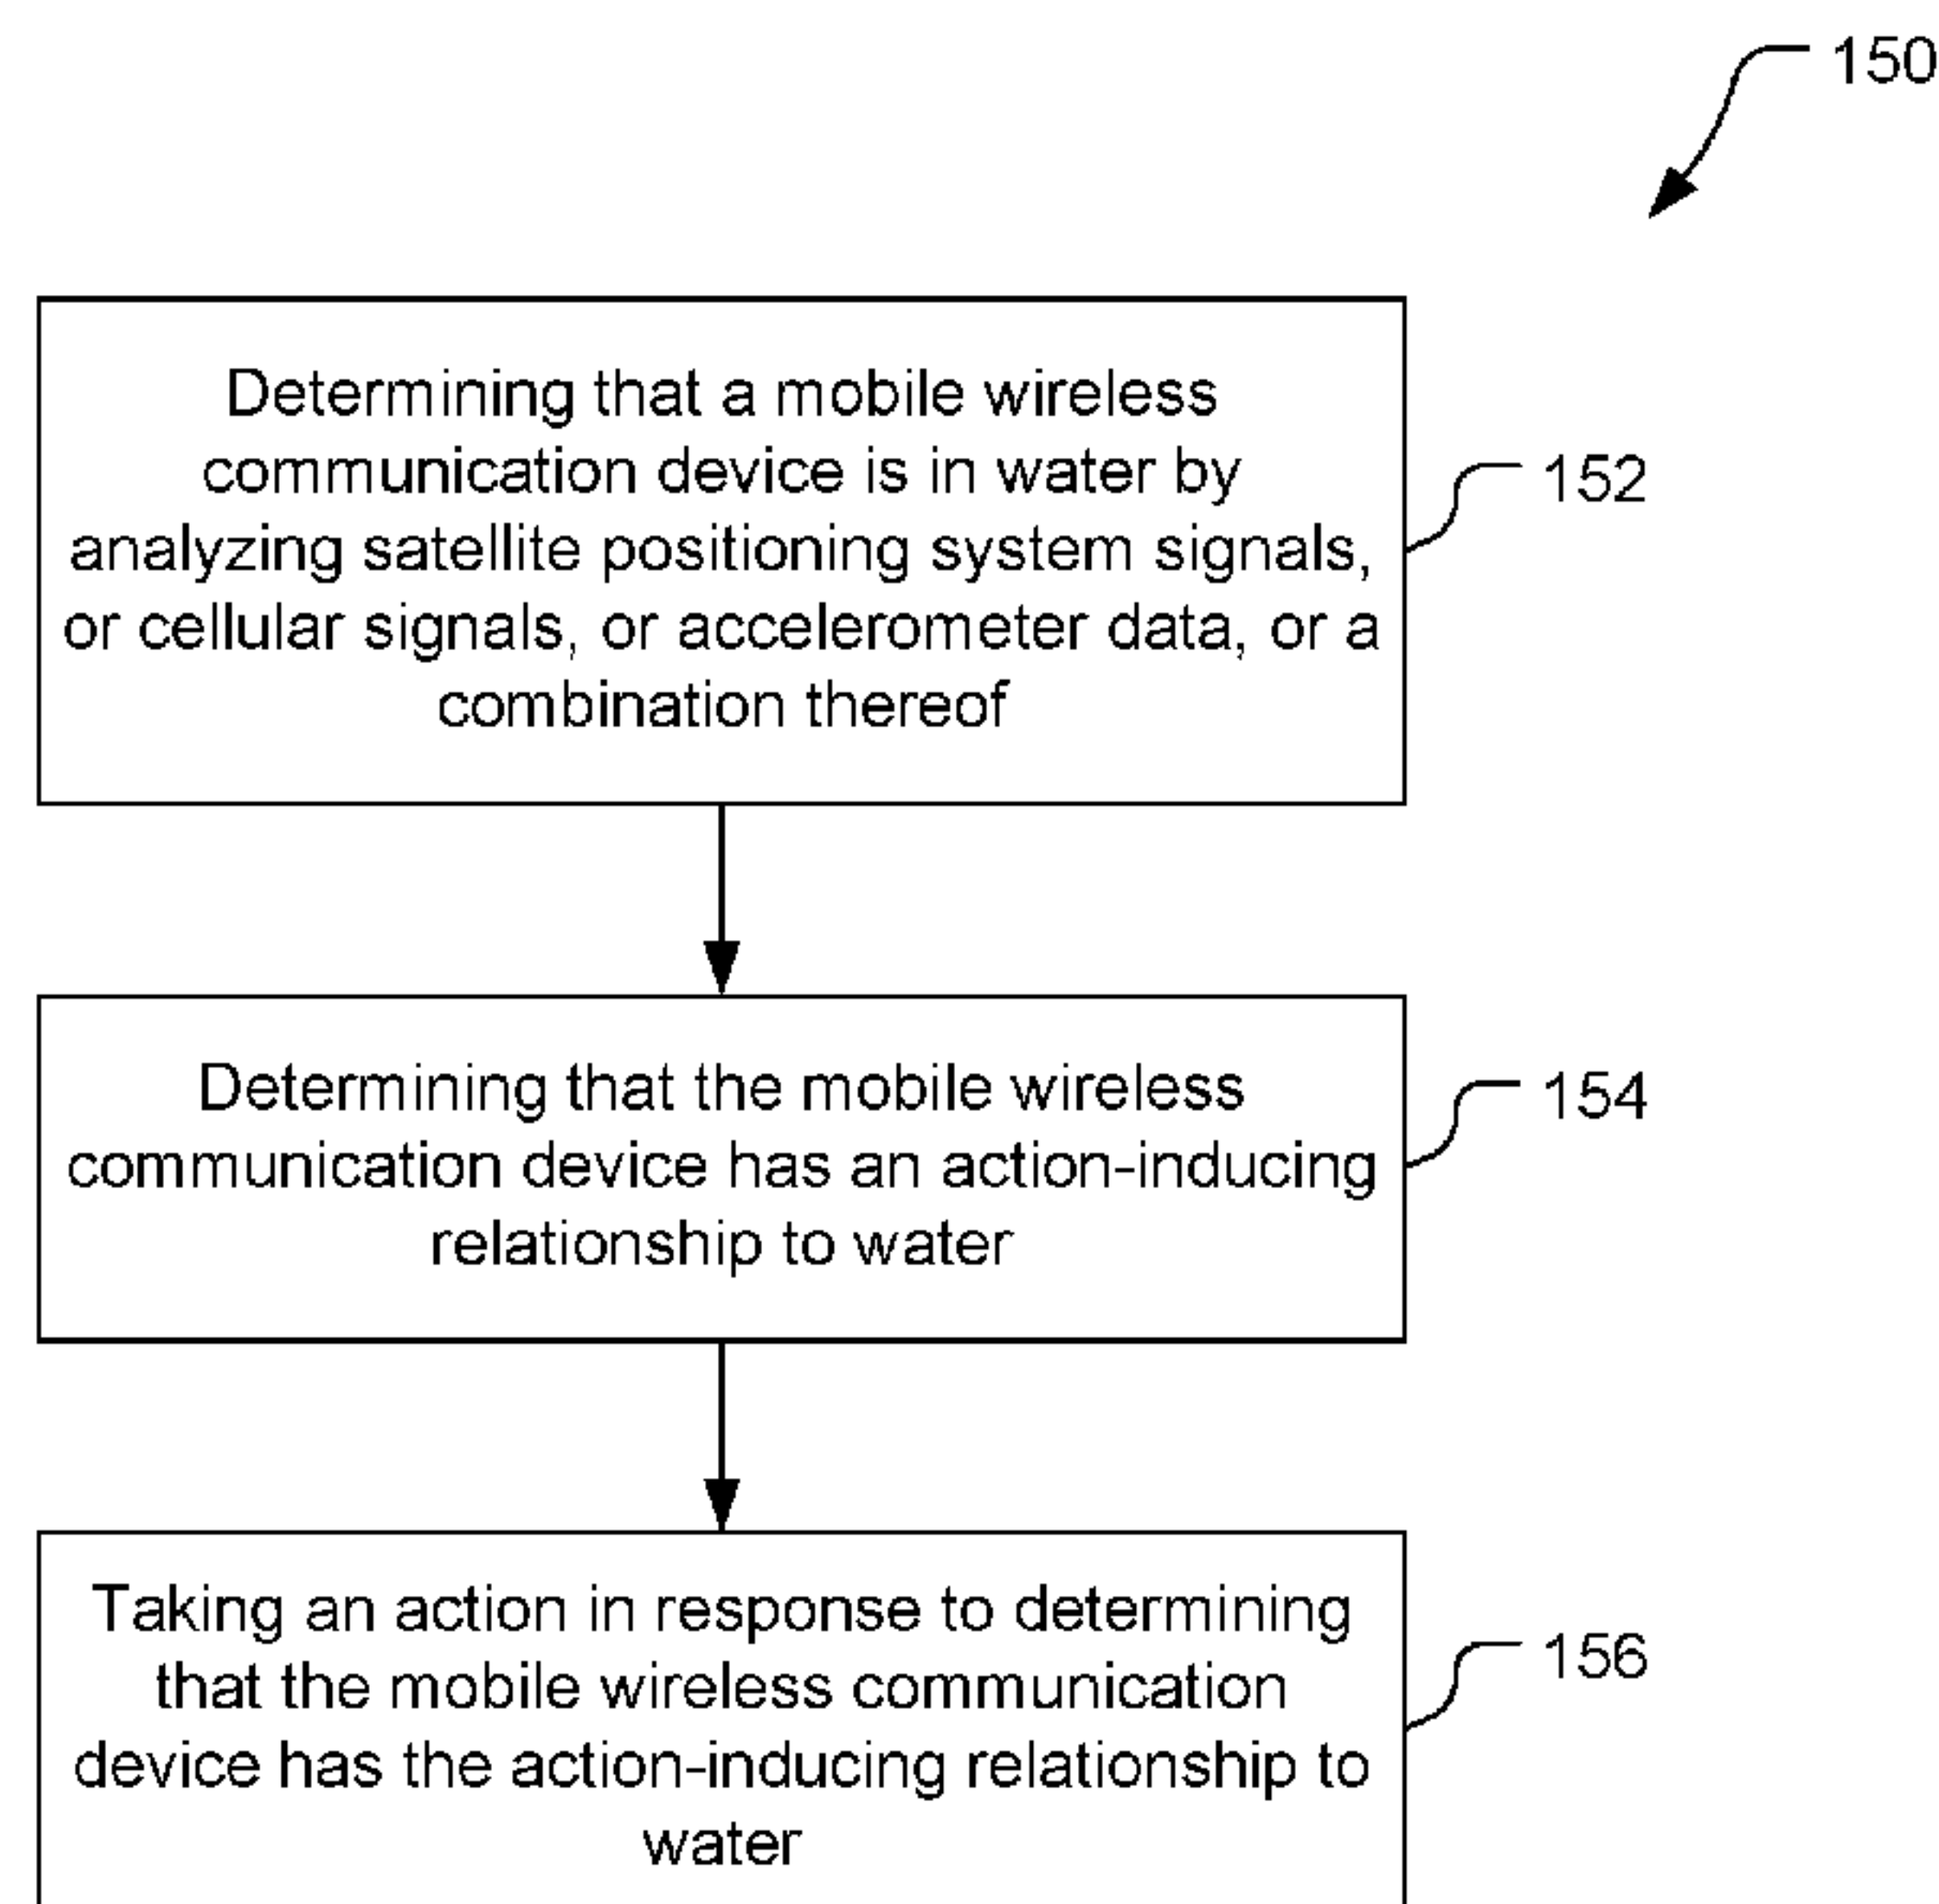 150
Determining that a mobile wireless
communication device is in water by
analyzing satellite positioning system signals,
or cellular signals, or accelerometer data, or a
combination thereof
152
Determining that the mobile wireless
communication device has an action-inducing
relationship to water
154
Taking an action in response to determining
that the mobile wireless communication
device has the action-inducing relationship to
water
156